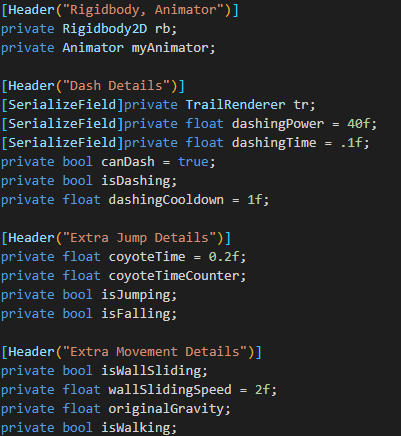 [Header("Rigidbody, Animator")]
private Rigidbody2D rb;
private Animator myAnimator;
[Header("Dash Details")]
[SerializeField]private TrailRenderer tr;
[SerializeField]private float dashingPower = 40f;
[SerializeField]private float dashingTime = .1f;
private bool canDash = true;
private bool isDashing;
private float dashingCooldown = 1f;
[Header("Extra Jump Details")]
private float coyoteTime = 0.2f;
private float coyoteTimeCounter;
private bool isJumping;
private bool isFalling;
[Header("Extra Movement Details")]
private bool isWallSliding;
private float wallSlidingSpeed = 2f;
private float originalGravity;
private bool isWalking;